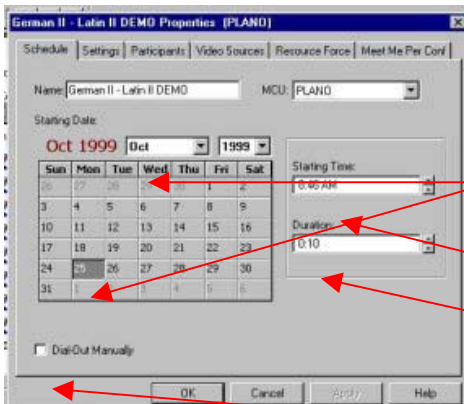 German II - Latin II DEMO Properties (PLANO)
Schedule Settings Participants Video Sources Resource Force Meet Me Per Conf
Name: German II - Latin II DEMO MCU: PLANO
Starting Date:
Oct 1999 Oct 1999
Sun Mon Tue Wed Thu Fri Sat
26 27 28 29 30 1 2
3 4 5 6 7 8 9
10 11 12 13 14 15 16
17 18 19 20 21 22 23
24 25 26 27 28 29 30
31 1 3 4 5 6
Starting Time:
8:46 AM
Duration:
0:10
Dial-Out Manually
OK Cancel Apply Help